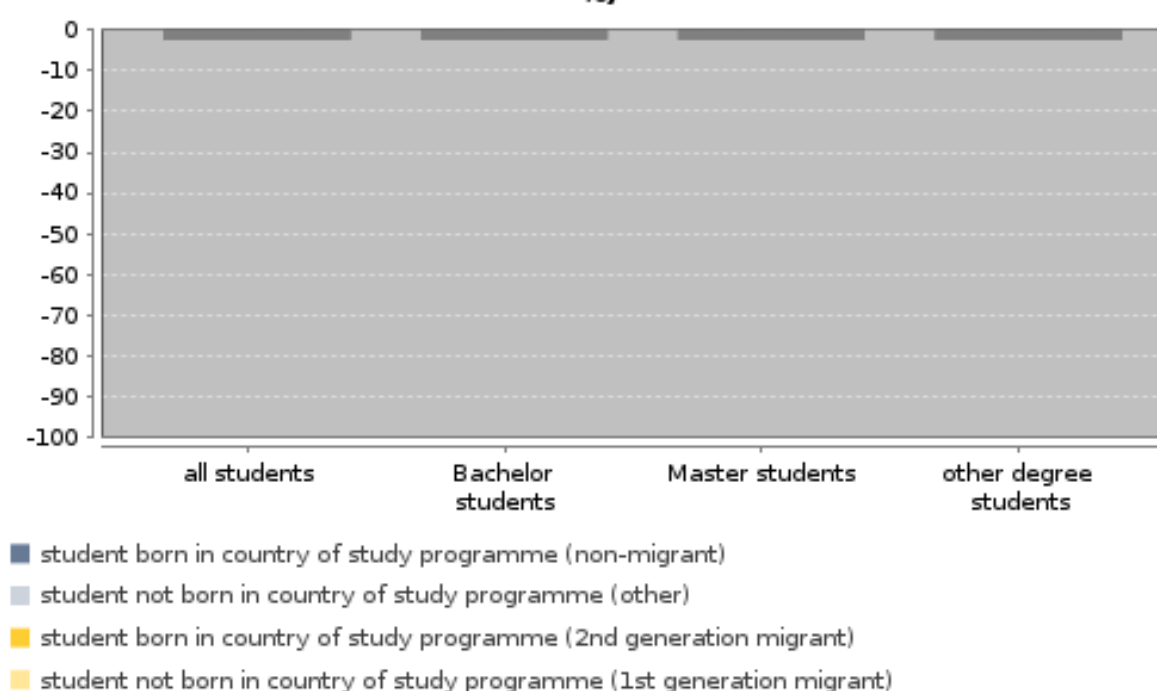 0
-10
-20
-30
-40
-50
-60
-70
-80
-90
-100
all students
Bachelor
students
Master students
other degree
students
student born in country of study programme (non-migrant)
student not born in country of study programme (other)
student born in country of study programme (2nd generation migrant)
student not born in country of study programme (1st generation migrant)